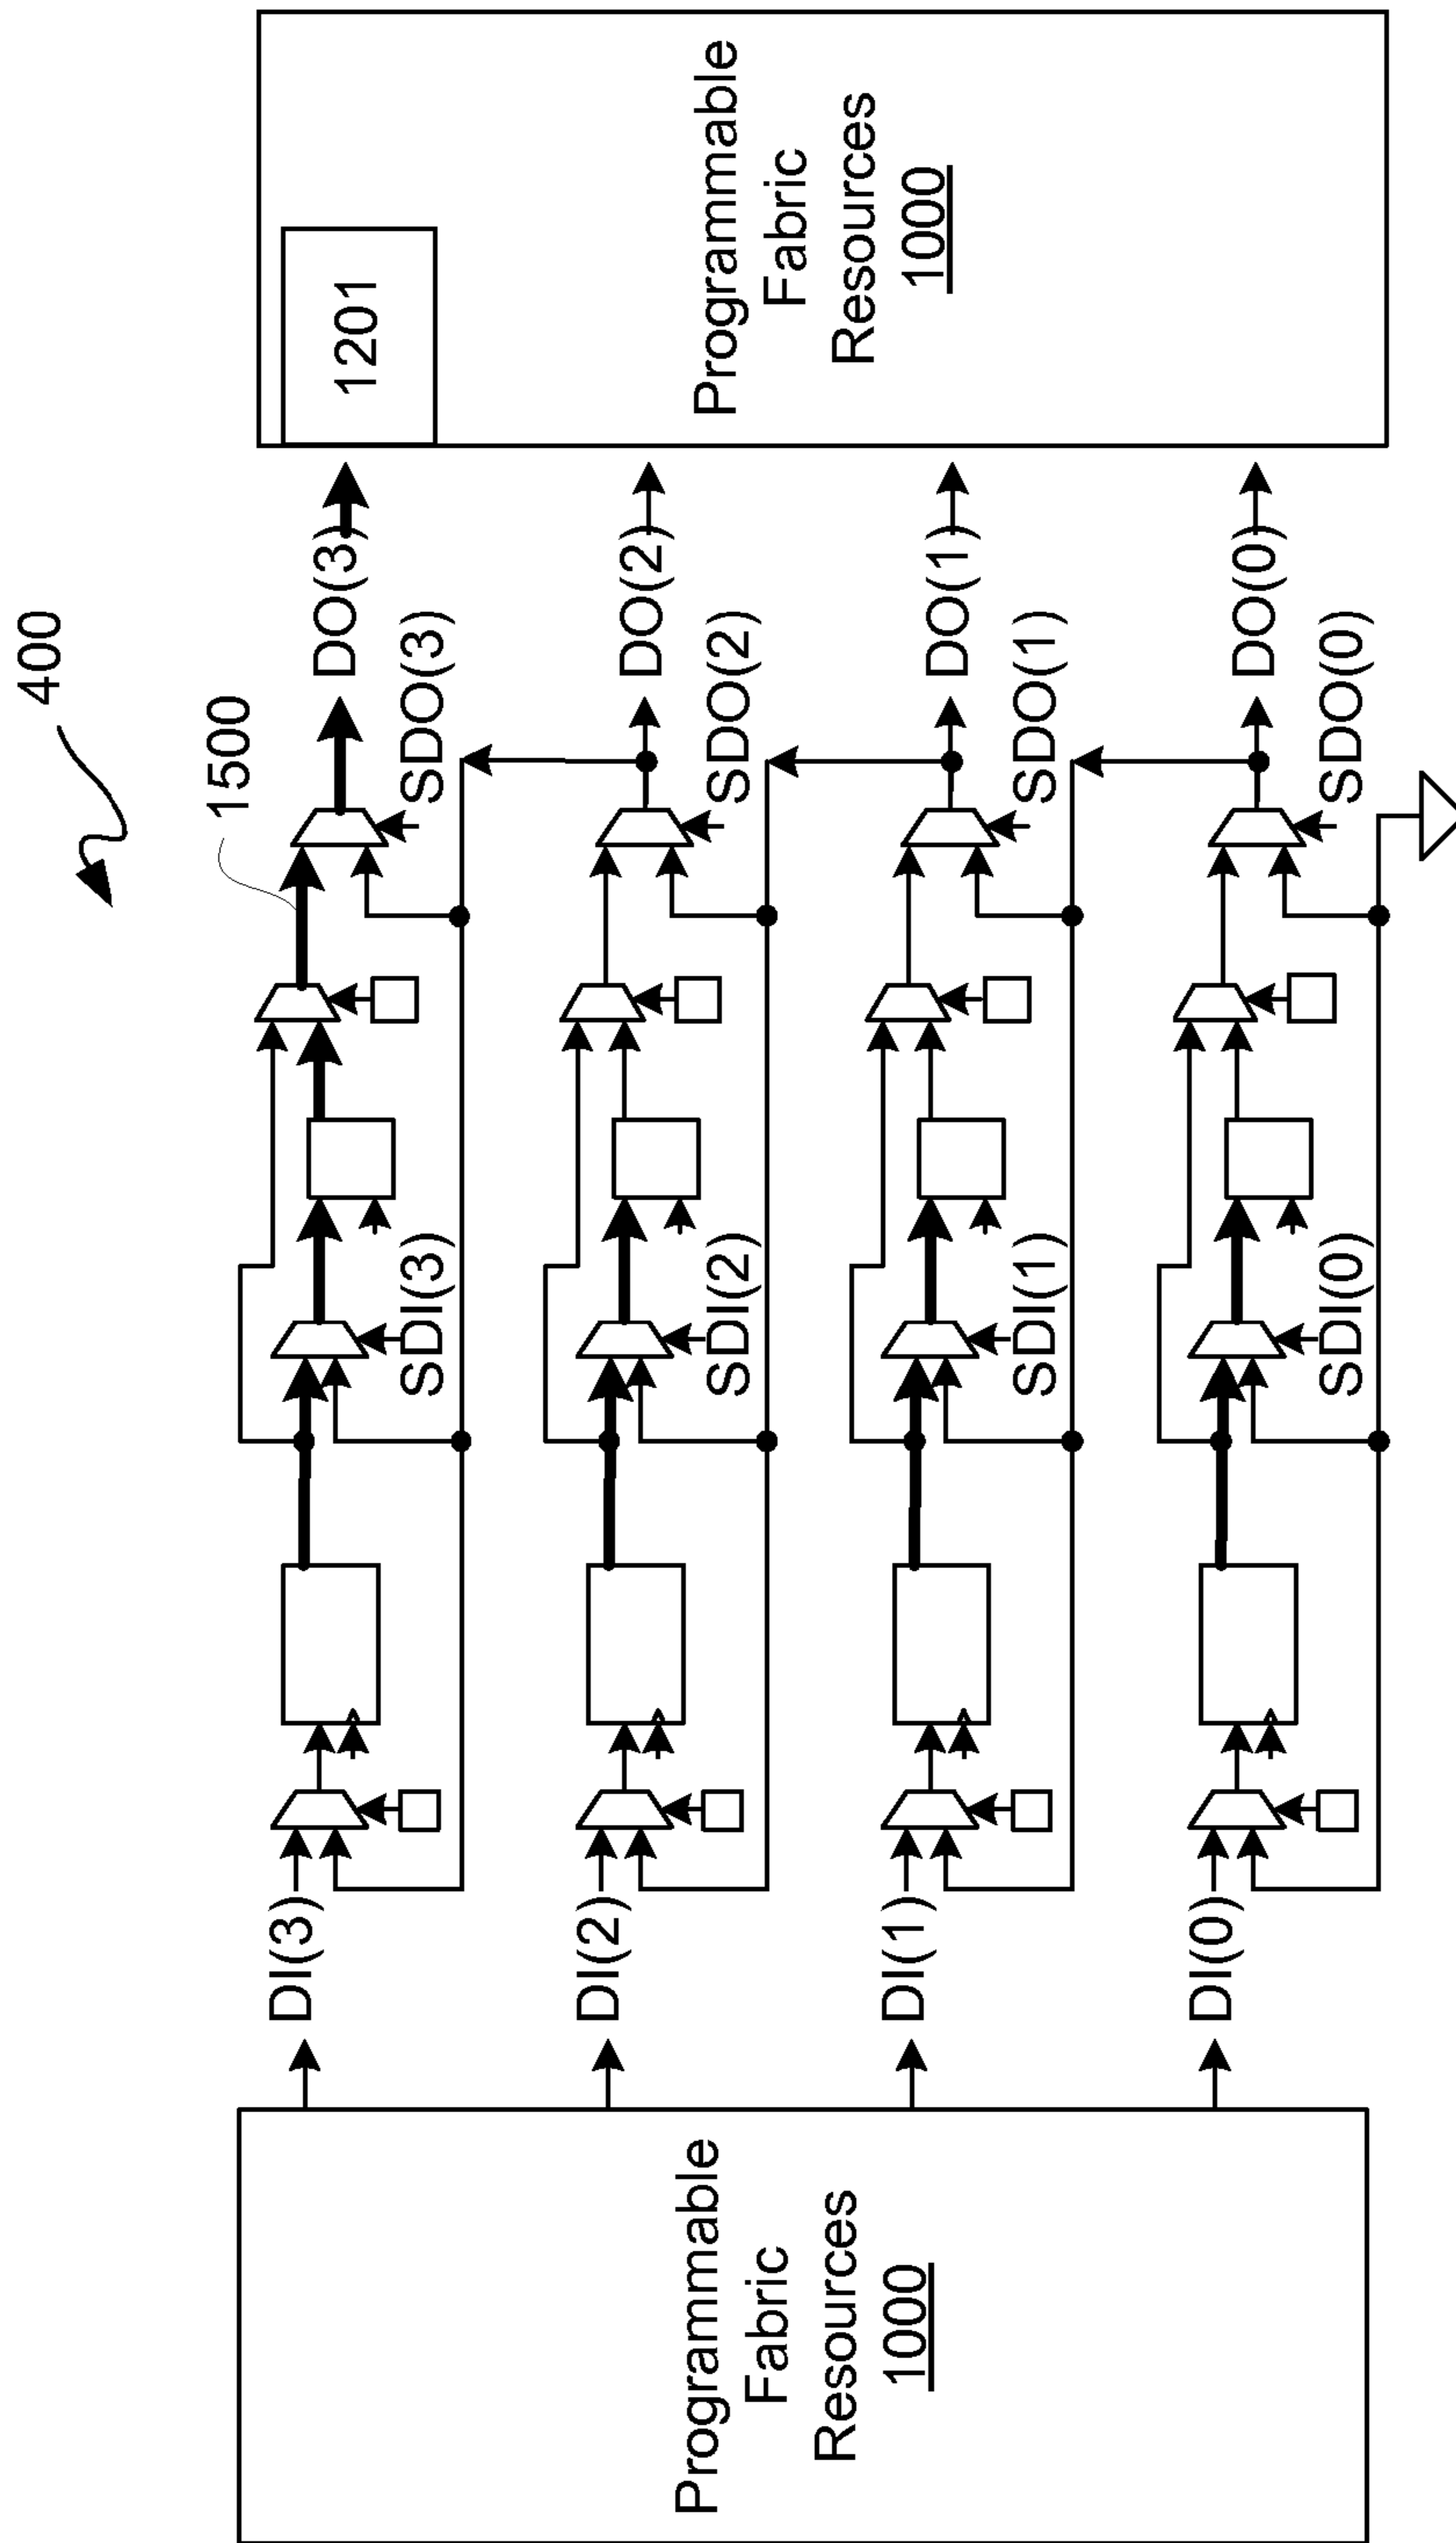 400
1500
Programmable
Fabric
Resources
1000
DI(3)
SDI(3)
SDO(3)
DO(3)
DI(2)
SDI(2)
SDO(2)
DO(2)
DI(1)
SDI(1)
SDO(1)
DO(1)
DI(0)
SDI(0)
SDO(0)
DO(0)
1201
Programmable
Fabric
Resources
1000